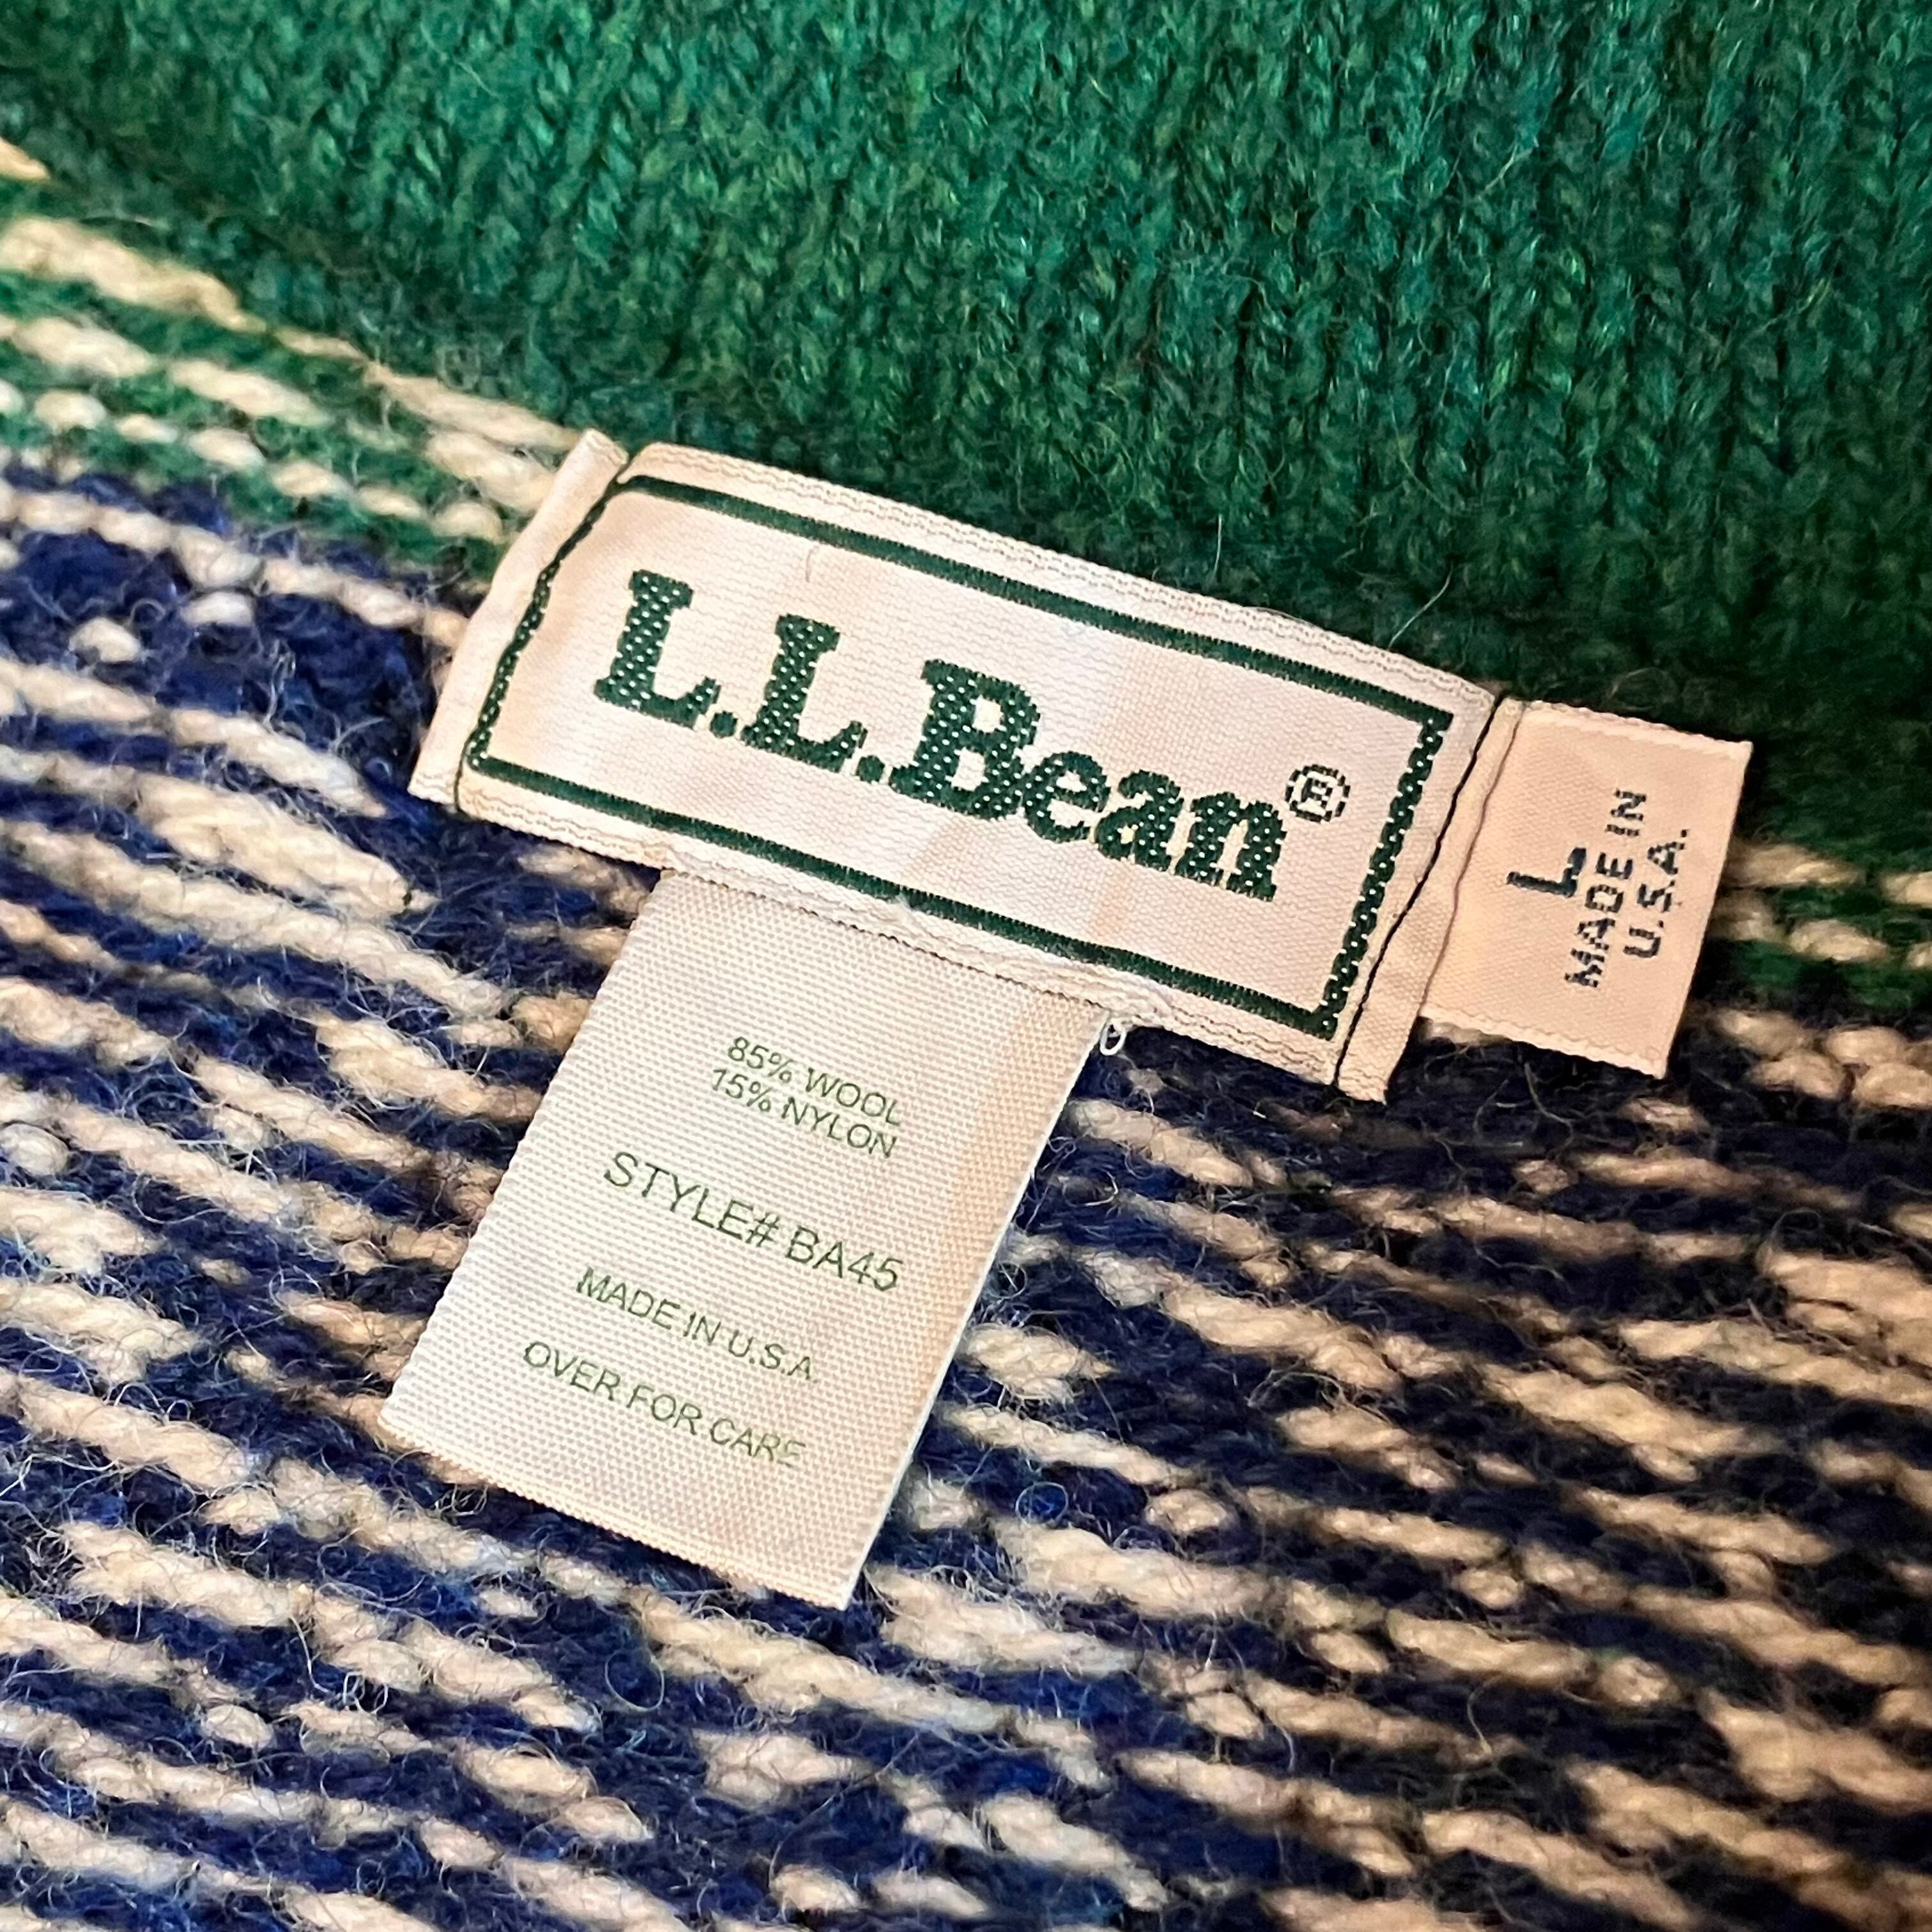 L.L.Bean®
L
MADE IN
U.S.A.
85% WOOL
15% NYLON
STYLE# BA45
MADE IN U.S.A
OVER FOR CARE